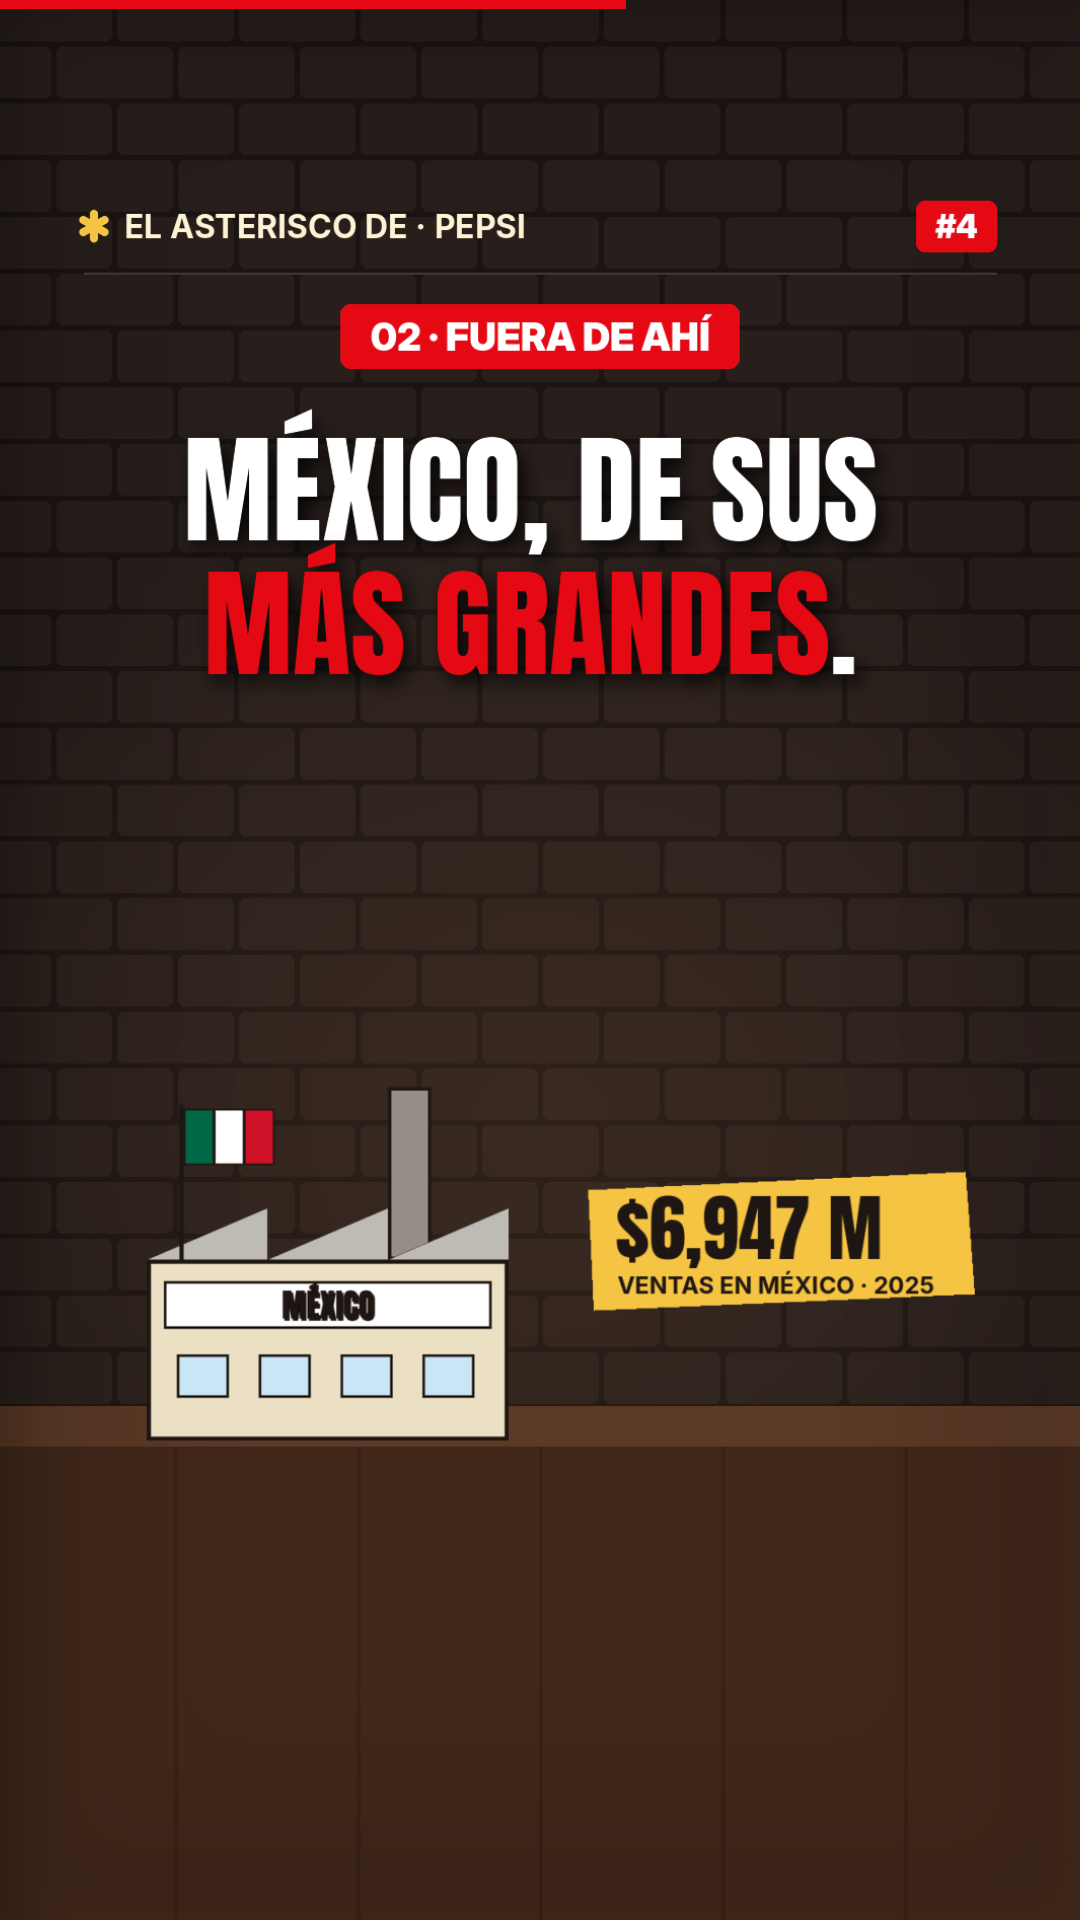 EL ASTERISCO DE · PEPSI
#4
02 · FUERA DE AHÍ
MÉXICO, DE SUS
MÁS GRANDES.
MÉXICO
$6,947 M
VENTAS EN MÉXICO · 2025